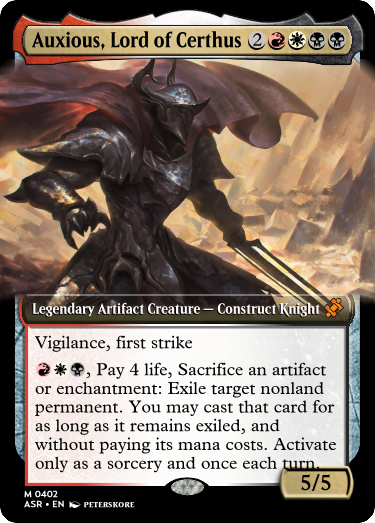 Auxious, Lord of Certhus 2
Legendary Artifact Creature — Construct Knight
Vigilance, first strike
, Pay 4 life, Sacrifice an artifact
or enchantment: Exile target nonland
permanent. You may cast that card for
as long as it remains exiled, and
without paying its mana costs. Activate
only as a sorcery and once each turn.
5/5
M 0402
ASR • EN PETERSKORE